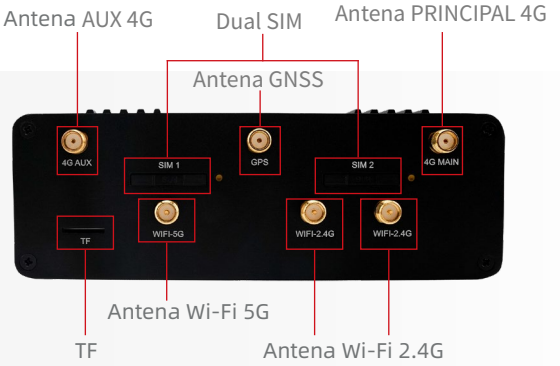 Antena AUX 4G
Dual SIM
Antena PRINCIPAL 4G
Antena GNSS
4G AUX
SIM 1
GPS
SIM 2
4G MAIN
TF
WIFI-5G
WIFI-2.4G
WIFI-2.4G
Antena Wi-Fi 5G
TF
Antena Wi-Fi 2.4G